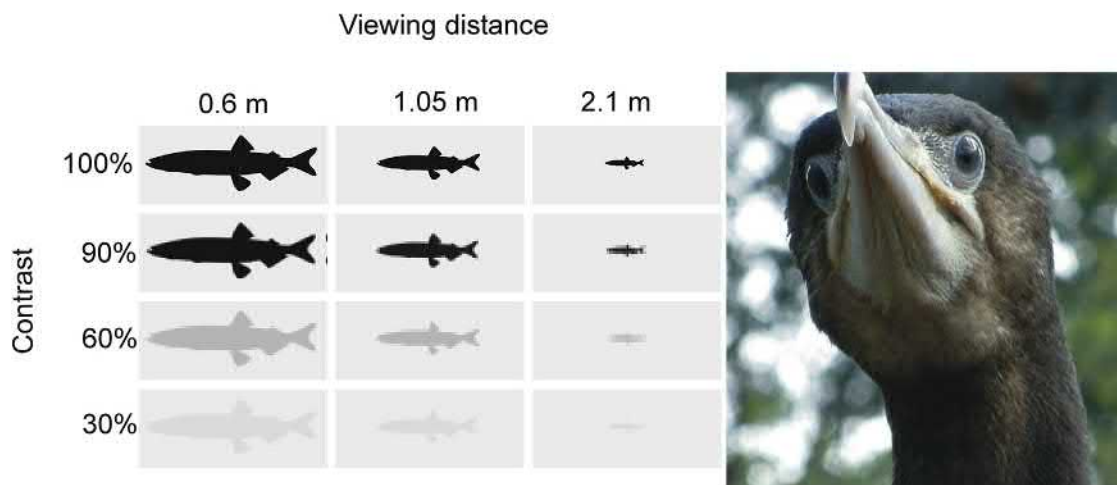 Viewing distance
0.6 m 1.05 m 2.1 m
100%
90%
60%
30%
Contrast